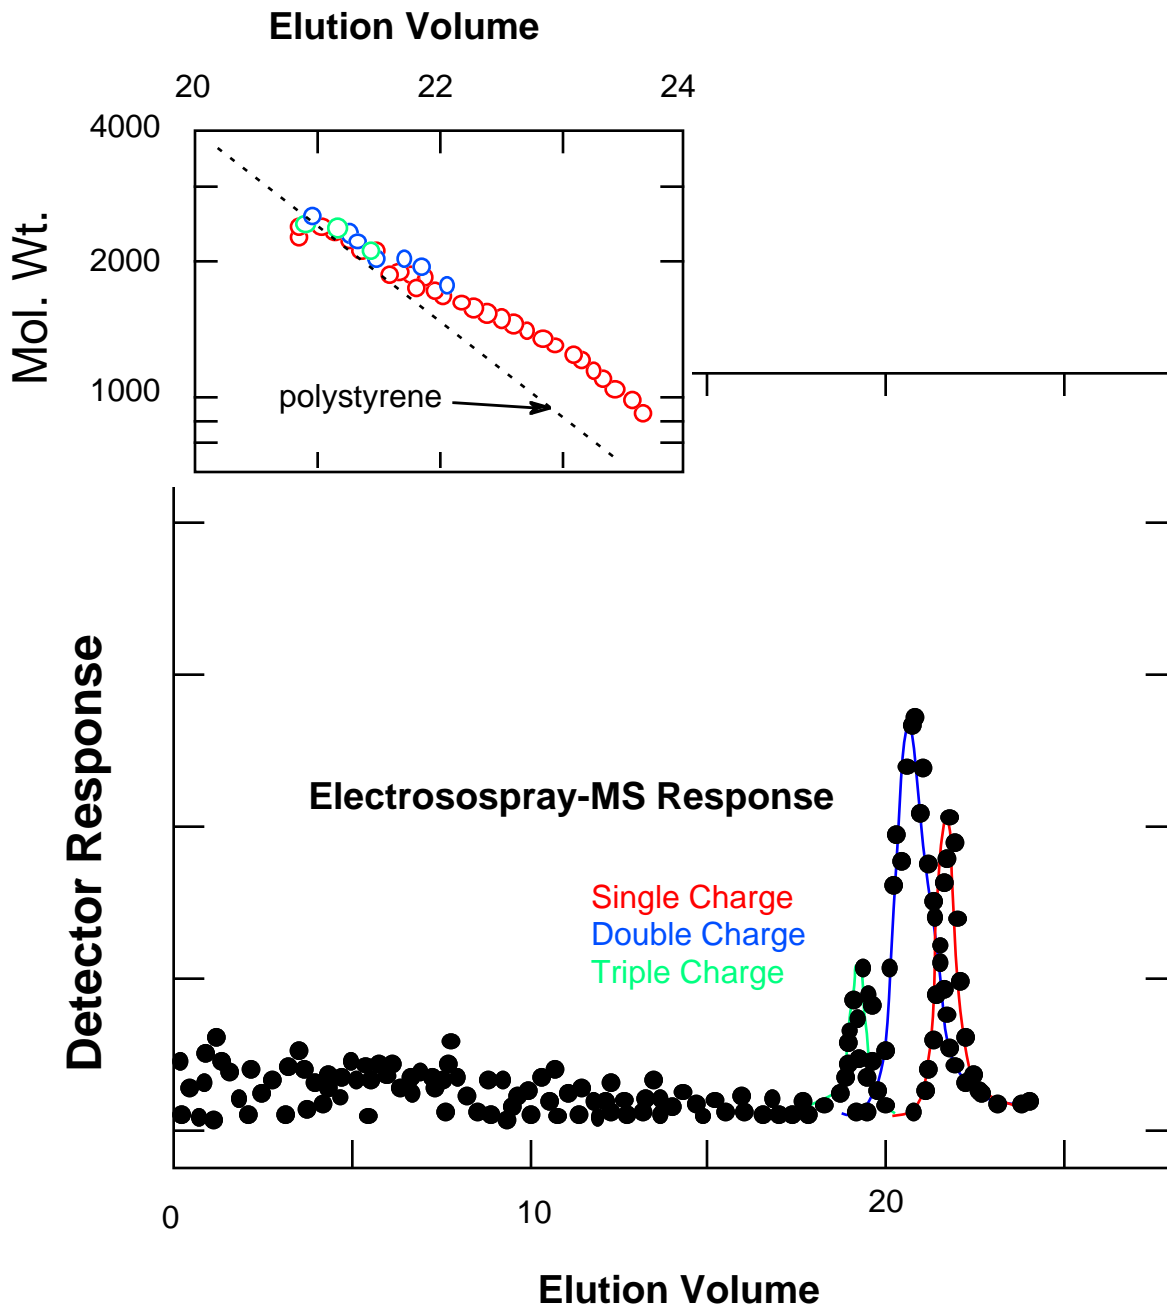 Elution Volume
20 22 24
4000
2000
1000
Mol. Wt.
polystyrene
Detector Response
Electrosospray-MS Response
Single Charge
Double Charge
Triple Charge
0 10 20
Elution Volume